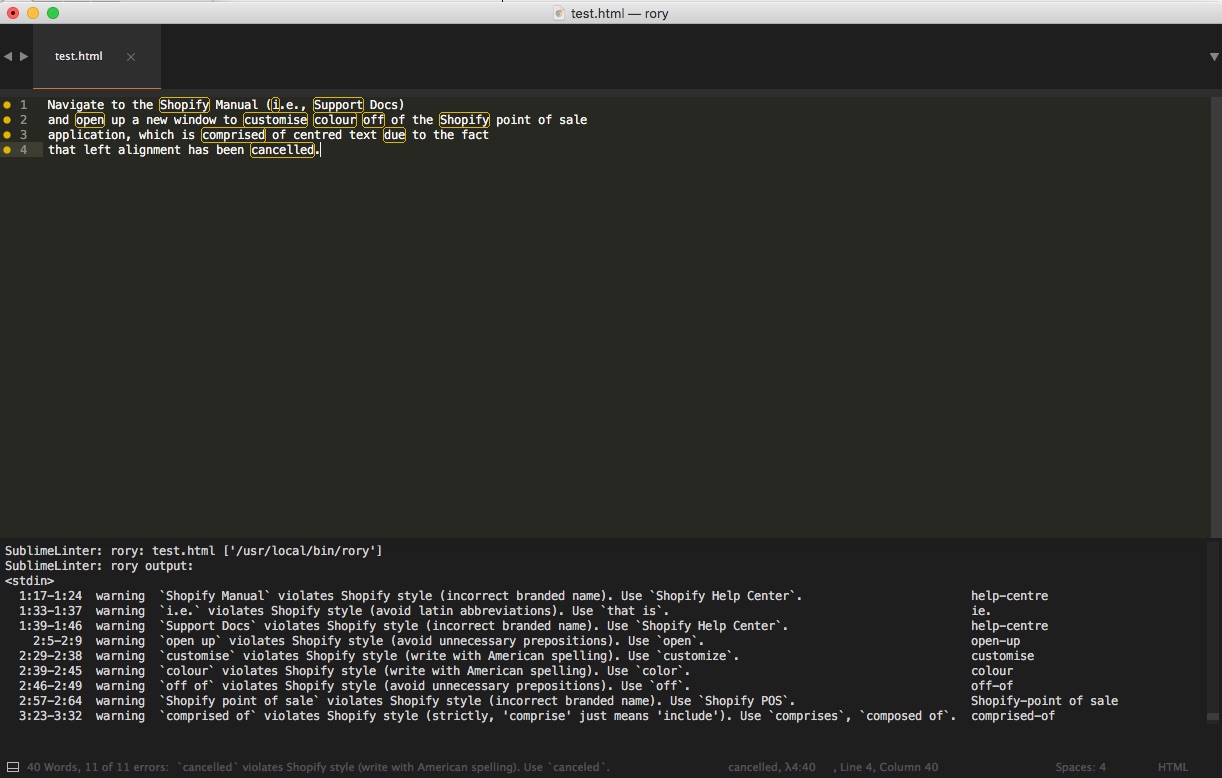 test.html — rory
test.html
1 Navigate to the Shopify Manual (i.e., Support Docs)
2 and open up a new window to customise colour off of the Shopify point of sale
3 application, which is comprised of centred text due to the fact
4 that left alignment has been cancelled.
SublimeLinter: rory: test.html ['/usr/local/bin/rory']
SublimeLinter: rory output:
<stdin>
1:17-1:24 warning `Shopify Manual` violates Shopify style (incorrect branded name). Use `Shopify Help Center`. help-centre
1:33-1:37 warning `i.e.` violates Shopify style (avoid latin abbreviations). Use `that is`. ie.
1:39-1:46 warning `Support Docs` violates Shopify style (incorrect branded name). Use `Shopify Help Center`. help-centre
2:5-2:9 warning `open up` violates Shopify style (avoid unnecessary prepositions). Use `open`. open-up
2:29-2:38 warning `customise` violates Shopify style (write with American spelling). Use `customize`. customise
2:39-2:45 warning `colour` violates Shopify style (write with American spelling). Use `color`. colour
2:46-2:49 warning `off of` violates Shopify style (avoid unnecessary prepositions). Use `off`. off-of
2:57-2:64 warning `Shopify point of sale` violates Shopify style (incorrect branded name). Use `Shopify POS`. Shopify-point of sale
3:23-3:32 warning `comprised of` violates Shopify style (strictly, 'comprise' just means 'include'). Use `comprises`, `composed of`. comprised-of
40 Words, 11 of 11 errors: `cancelled` violates Shopify style (write with American spelling). Use `canceled`. cancelled, λ4:40 , Line 4, Column 40 Spaces: 4 HTML